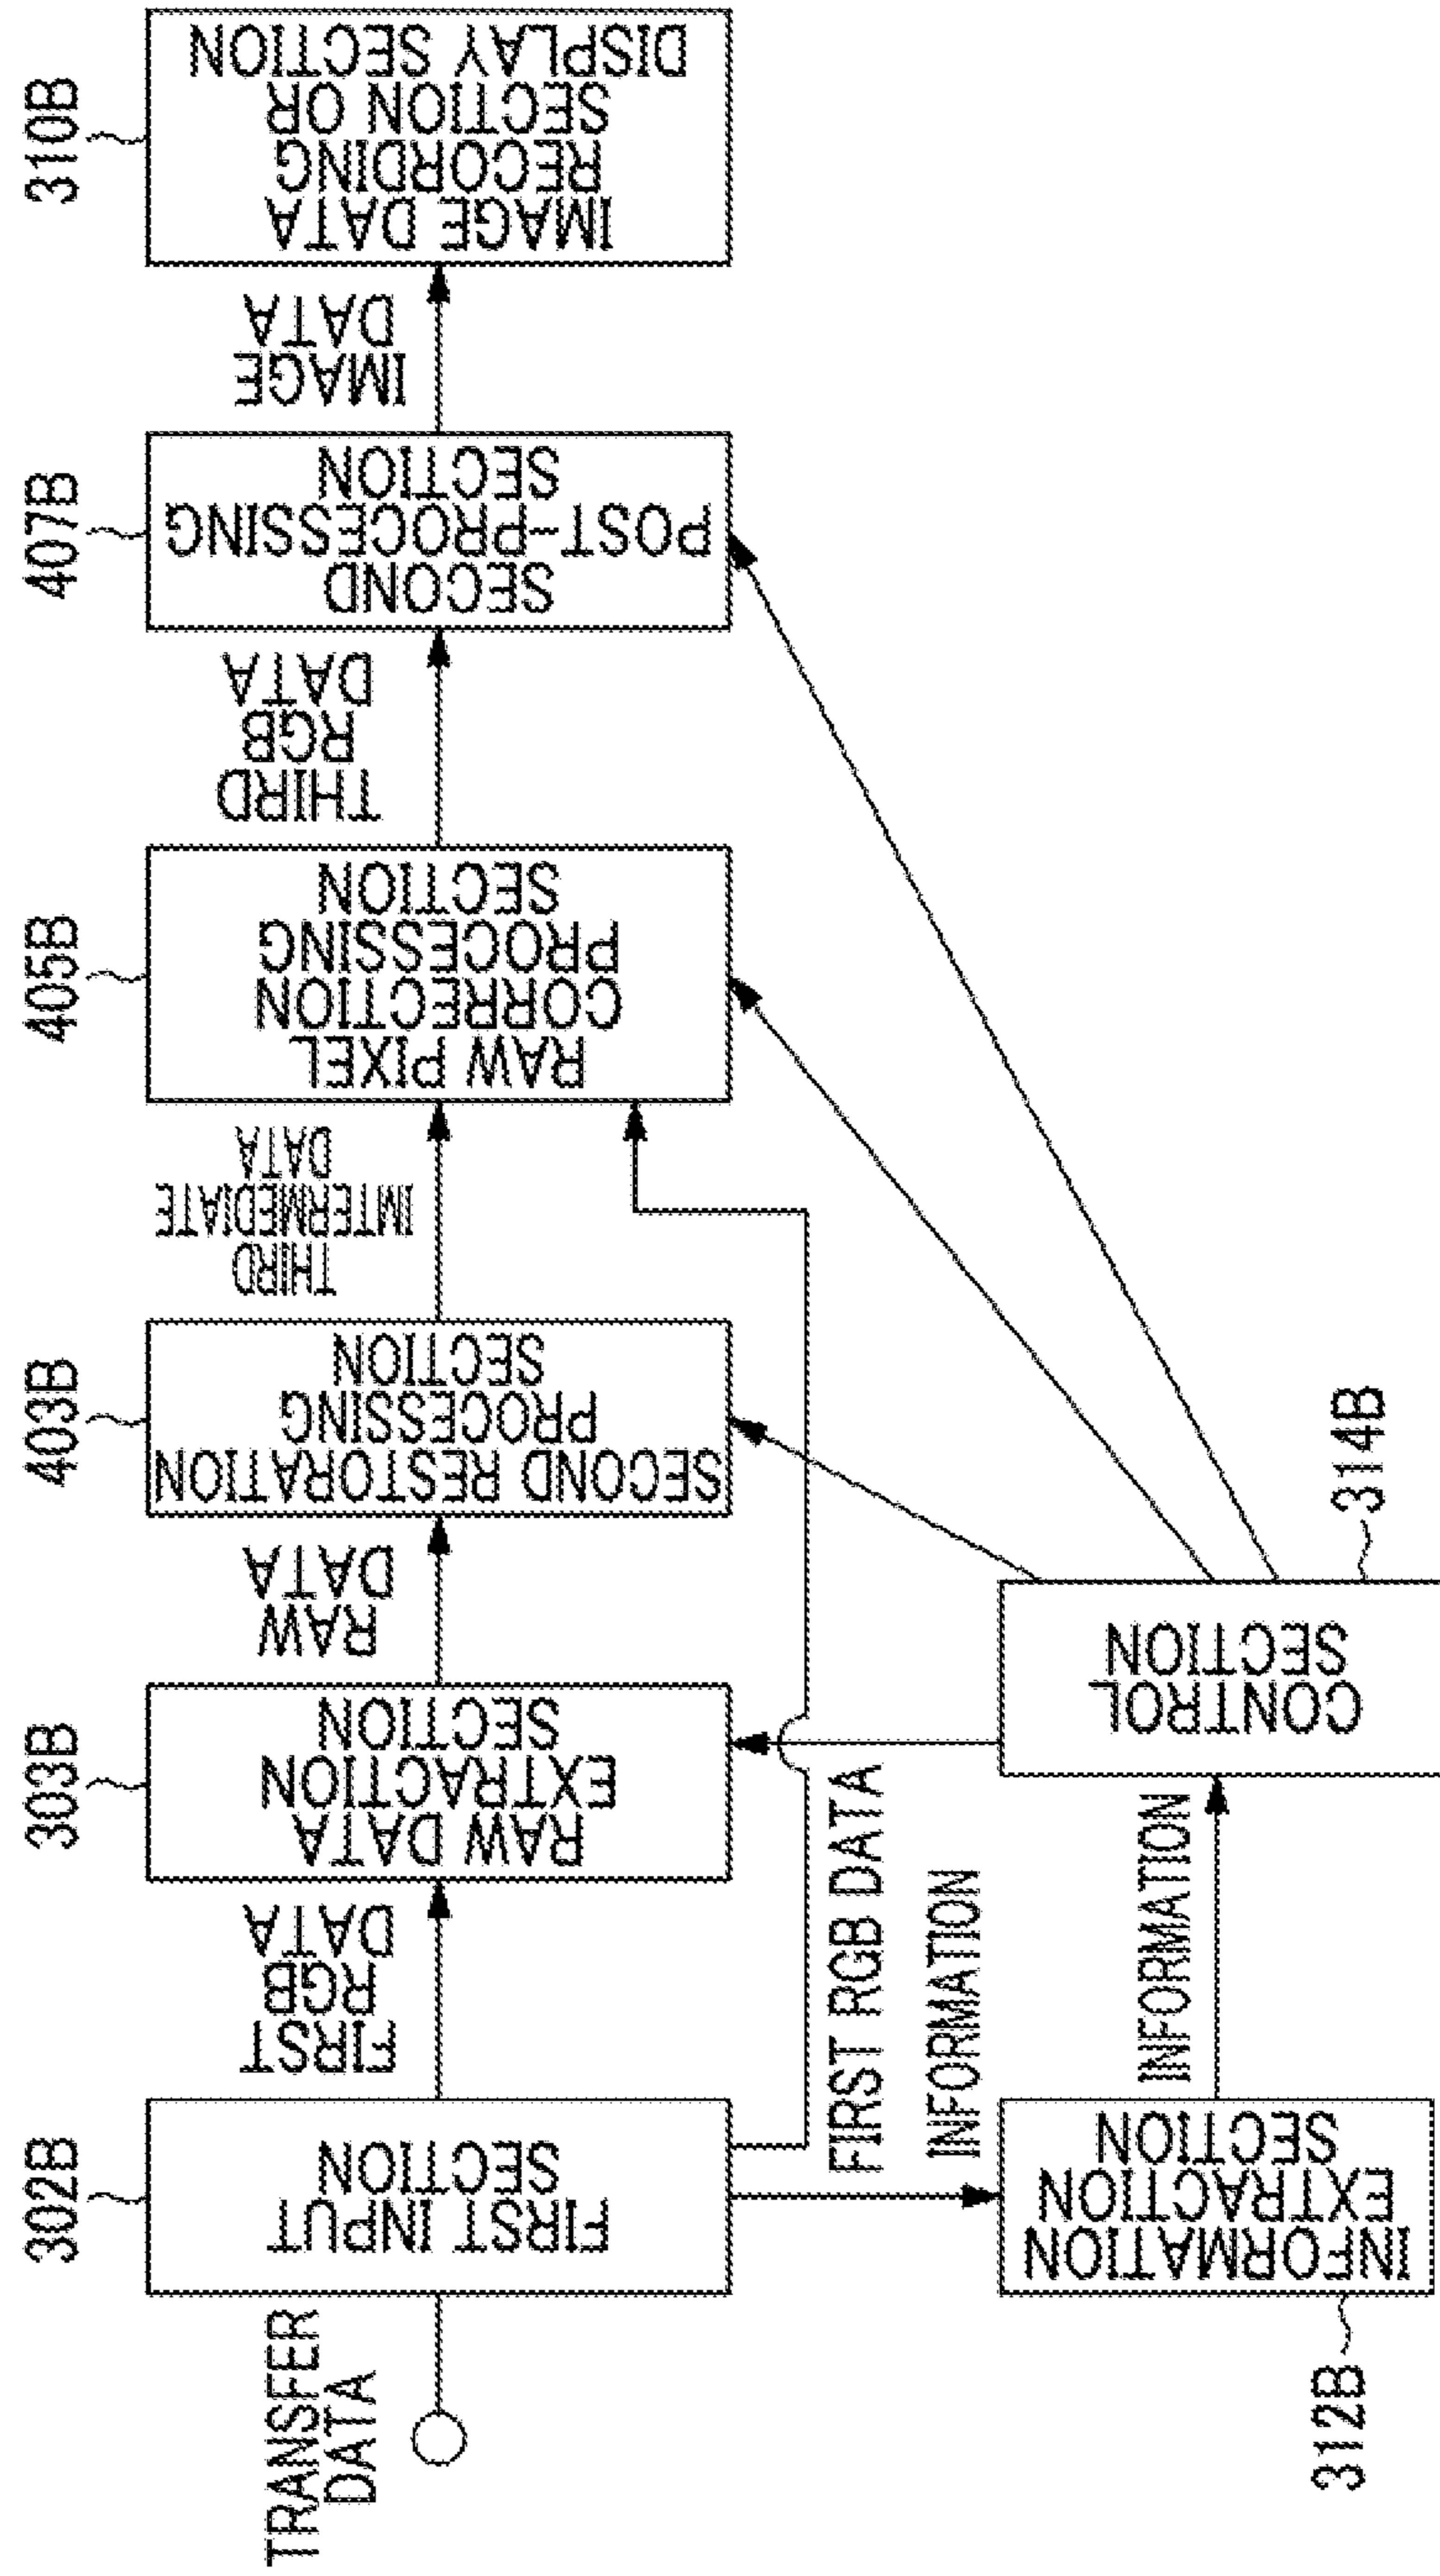 302B
303B
403B
405B
407B
310B
TRANSFER
DATA
FIRST INPUT
SECTION
FIRST
RGB
DATA
RAW DATA
EXTRACTION
SECTION
RAW
DATA
SECOND RESTORATION
PROCESSING
SECTION
THIRD
IMTERMEDIATE
DATA
RAW PIXEL
CORRECTION
PROCESSING
SECTION
THIRD
RGB
DATA
SECOND
POST-PROCESSING
SECTION
IMAGE
DATA
IMAGE DATA
RECORDING
SECTION OR
DISPLAY SECTION
FIRST RGB DATA
INFORMATION
INFORMATION
EXTRACTION
SECTION
312B
INFORMATION
CONTROL
SECTION
314B